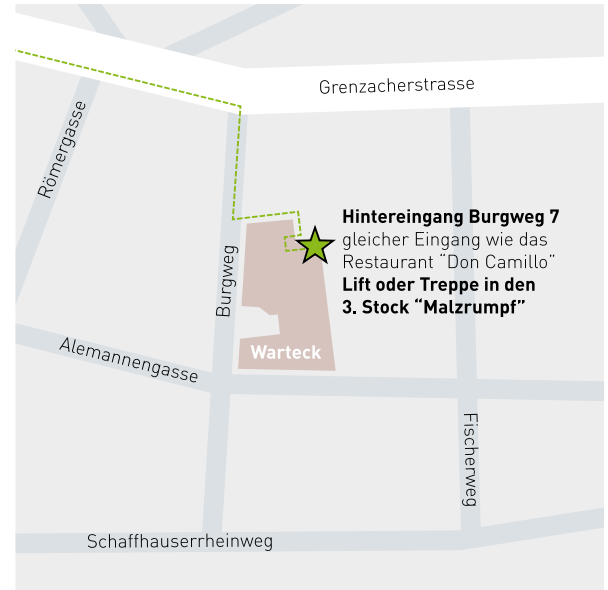 Grenzacherstrasse
Römergasse
Hintereingang Burgweg 7
gleicher Eingang wie das
Restaurant “Don Camillo”
Lift oder Treppe in den
3. Stock “Malzrumpf”
Burgweg
Warteck
Alemannengasse
Fischerweg
Schaffhauserrheinweg